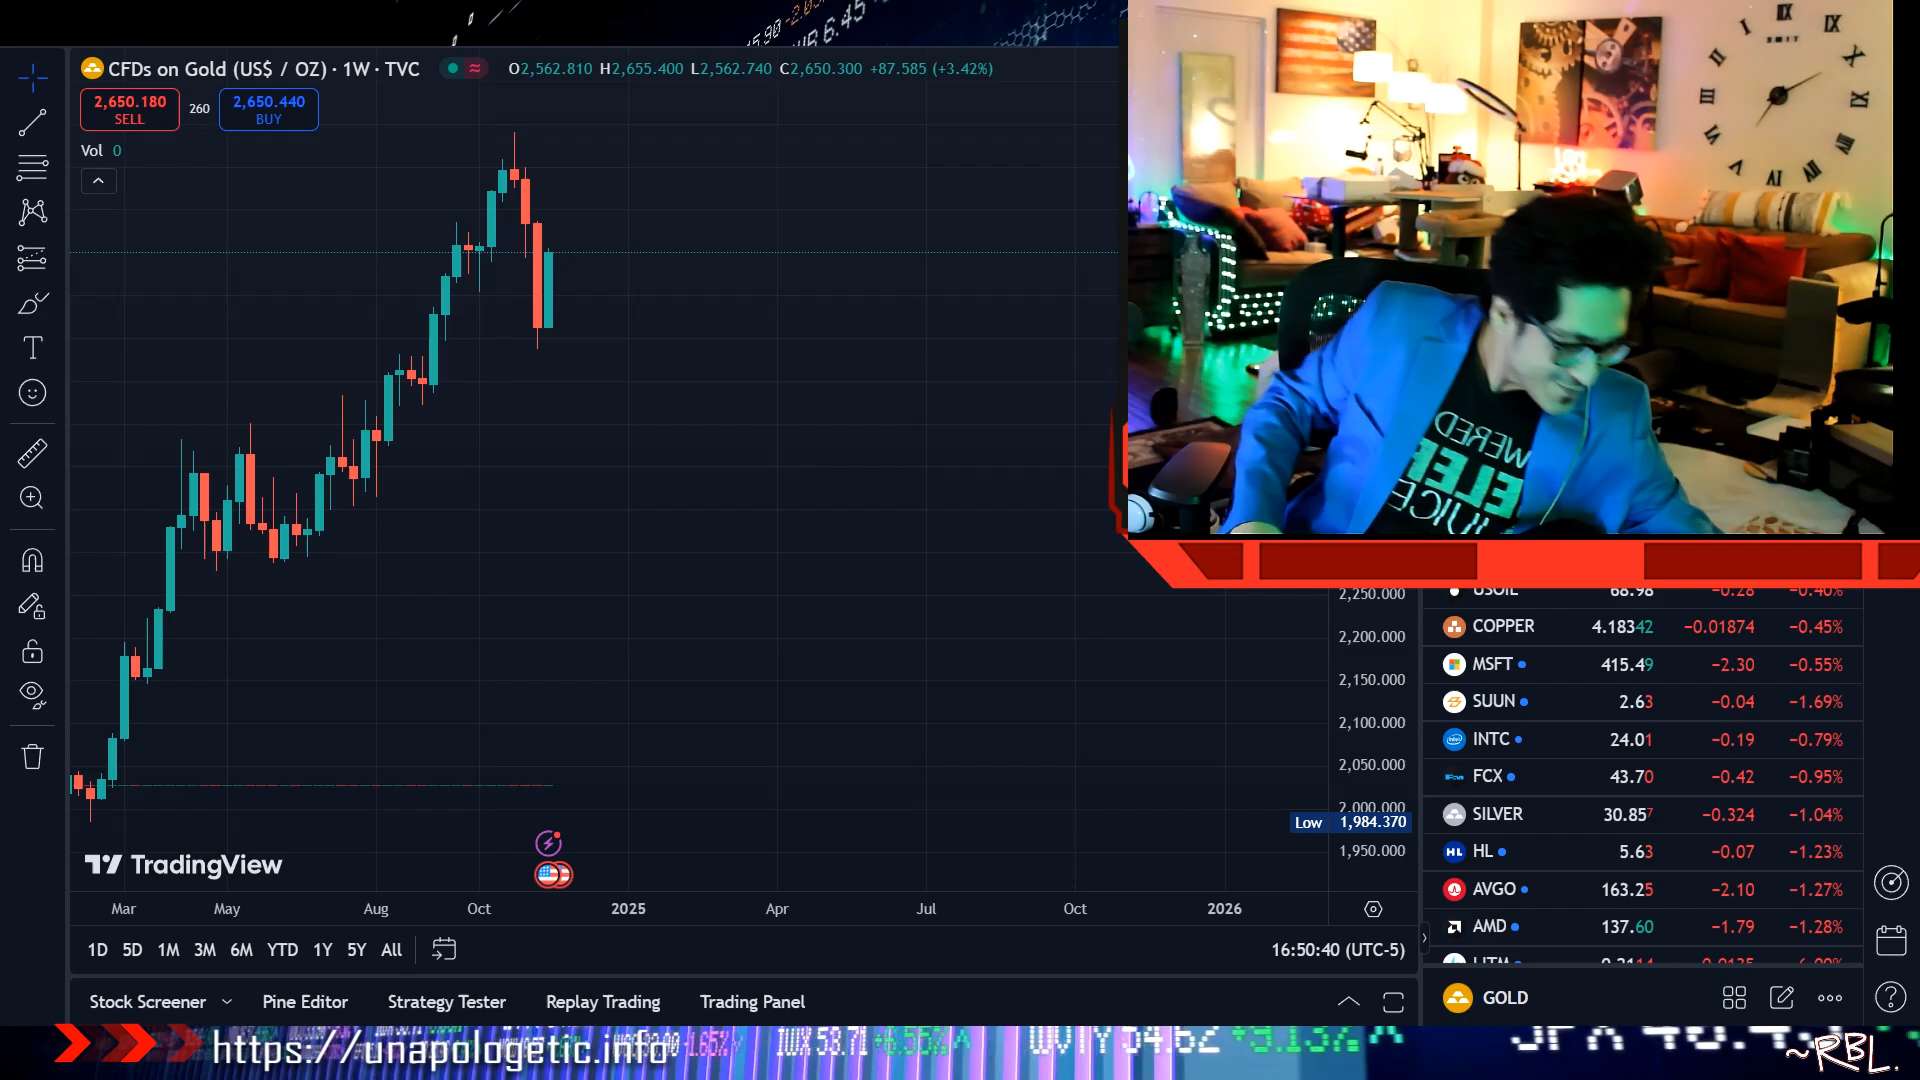 CFDs on Gold (US$ / OZ) · 1W · TVC
O2,562.810 H2,655.400 L2,562.740 C2,650.300 +87.585 (+3.42%)
2,650.180 SELL
260
2,650.440 BUY
Vol 0
2,250.000
2,200.000
2,150.000
2,100.000
2,050.000
2,000.000
Low 1,984.370
1,950.000
TradingView
Mar May Aug Oct 2025 Apr Jul Oct 2026
1D 5D 1M 3M 6M YTD 1Y 5Y All
16:50:40 (UTC-5)
Stock Screener Pine Editor Strategy Tester Replay Trading Trading Panel
USOIL 68.98 −0.28 −0.40%
COPPER 4.18342 −0.01874 −0.45%
MSFT 415.49 −2.30 −0.55%
SUUN 2.63 −0.04 −1.69%
INTC 24.01 −0.19 −0.79%
FCX 43.70 −0.42 −0.95%
SILVER 30.857 −0.324 −1.04%
HL HL 5.63 −0.07 −1.23%
AVGO 163.25 −2.10 −1.27%
AMD 137.60 −1.79 −1.28%
GOLD
https://unapologetic.info
~RBL.